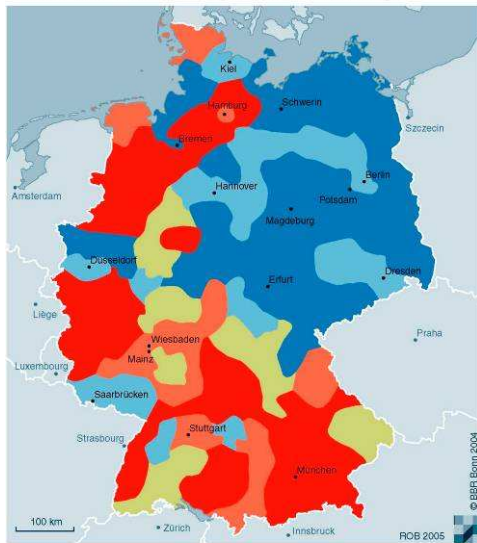 Kiel
Hamburg
Schwerin
Szczecin
Bremen
Amsterdam
Hannover
Berlin
Potsdam
Magdeburg
Düsseldorf
Erfurt
Dresden
Liège
Praha
Wiesbaden
Mainz
Luxembourg
Saarbrücken
Stuttgart
Strasbourg
München
© BBR Bonn 2004
100 km
Zürich
Innsbruck
ROB 2005